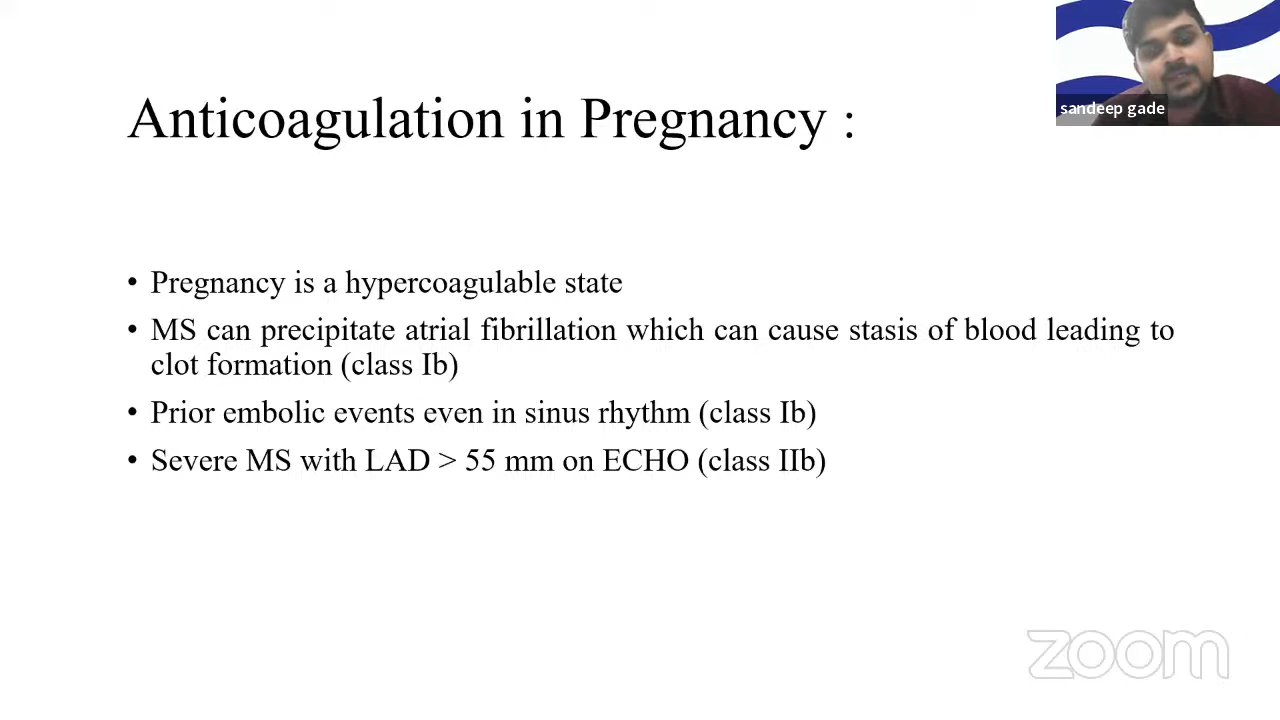 sandeep gade
Anticoagulation in Pregnancy :
• Pregnancy is a hypercoagulable state
• MS can precipitate atrial fibrillation which can cause stasis of blood leading to
clot formation (class Ib)
• Prior embolic events even in sinus rhythm (class Ib)
• Severe MS with LAD > 55 mm on ECHO (class IIb)
zoom